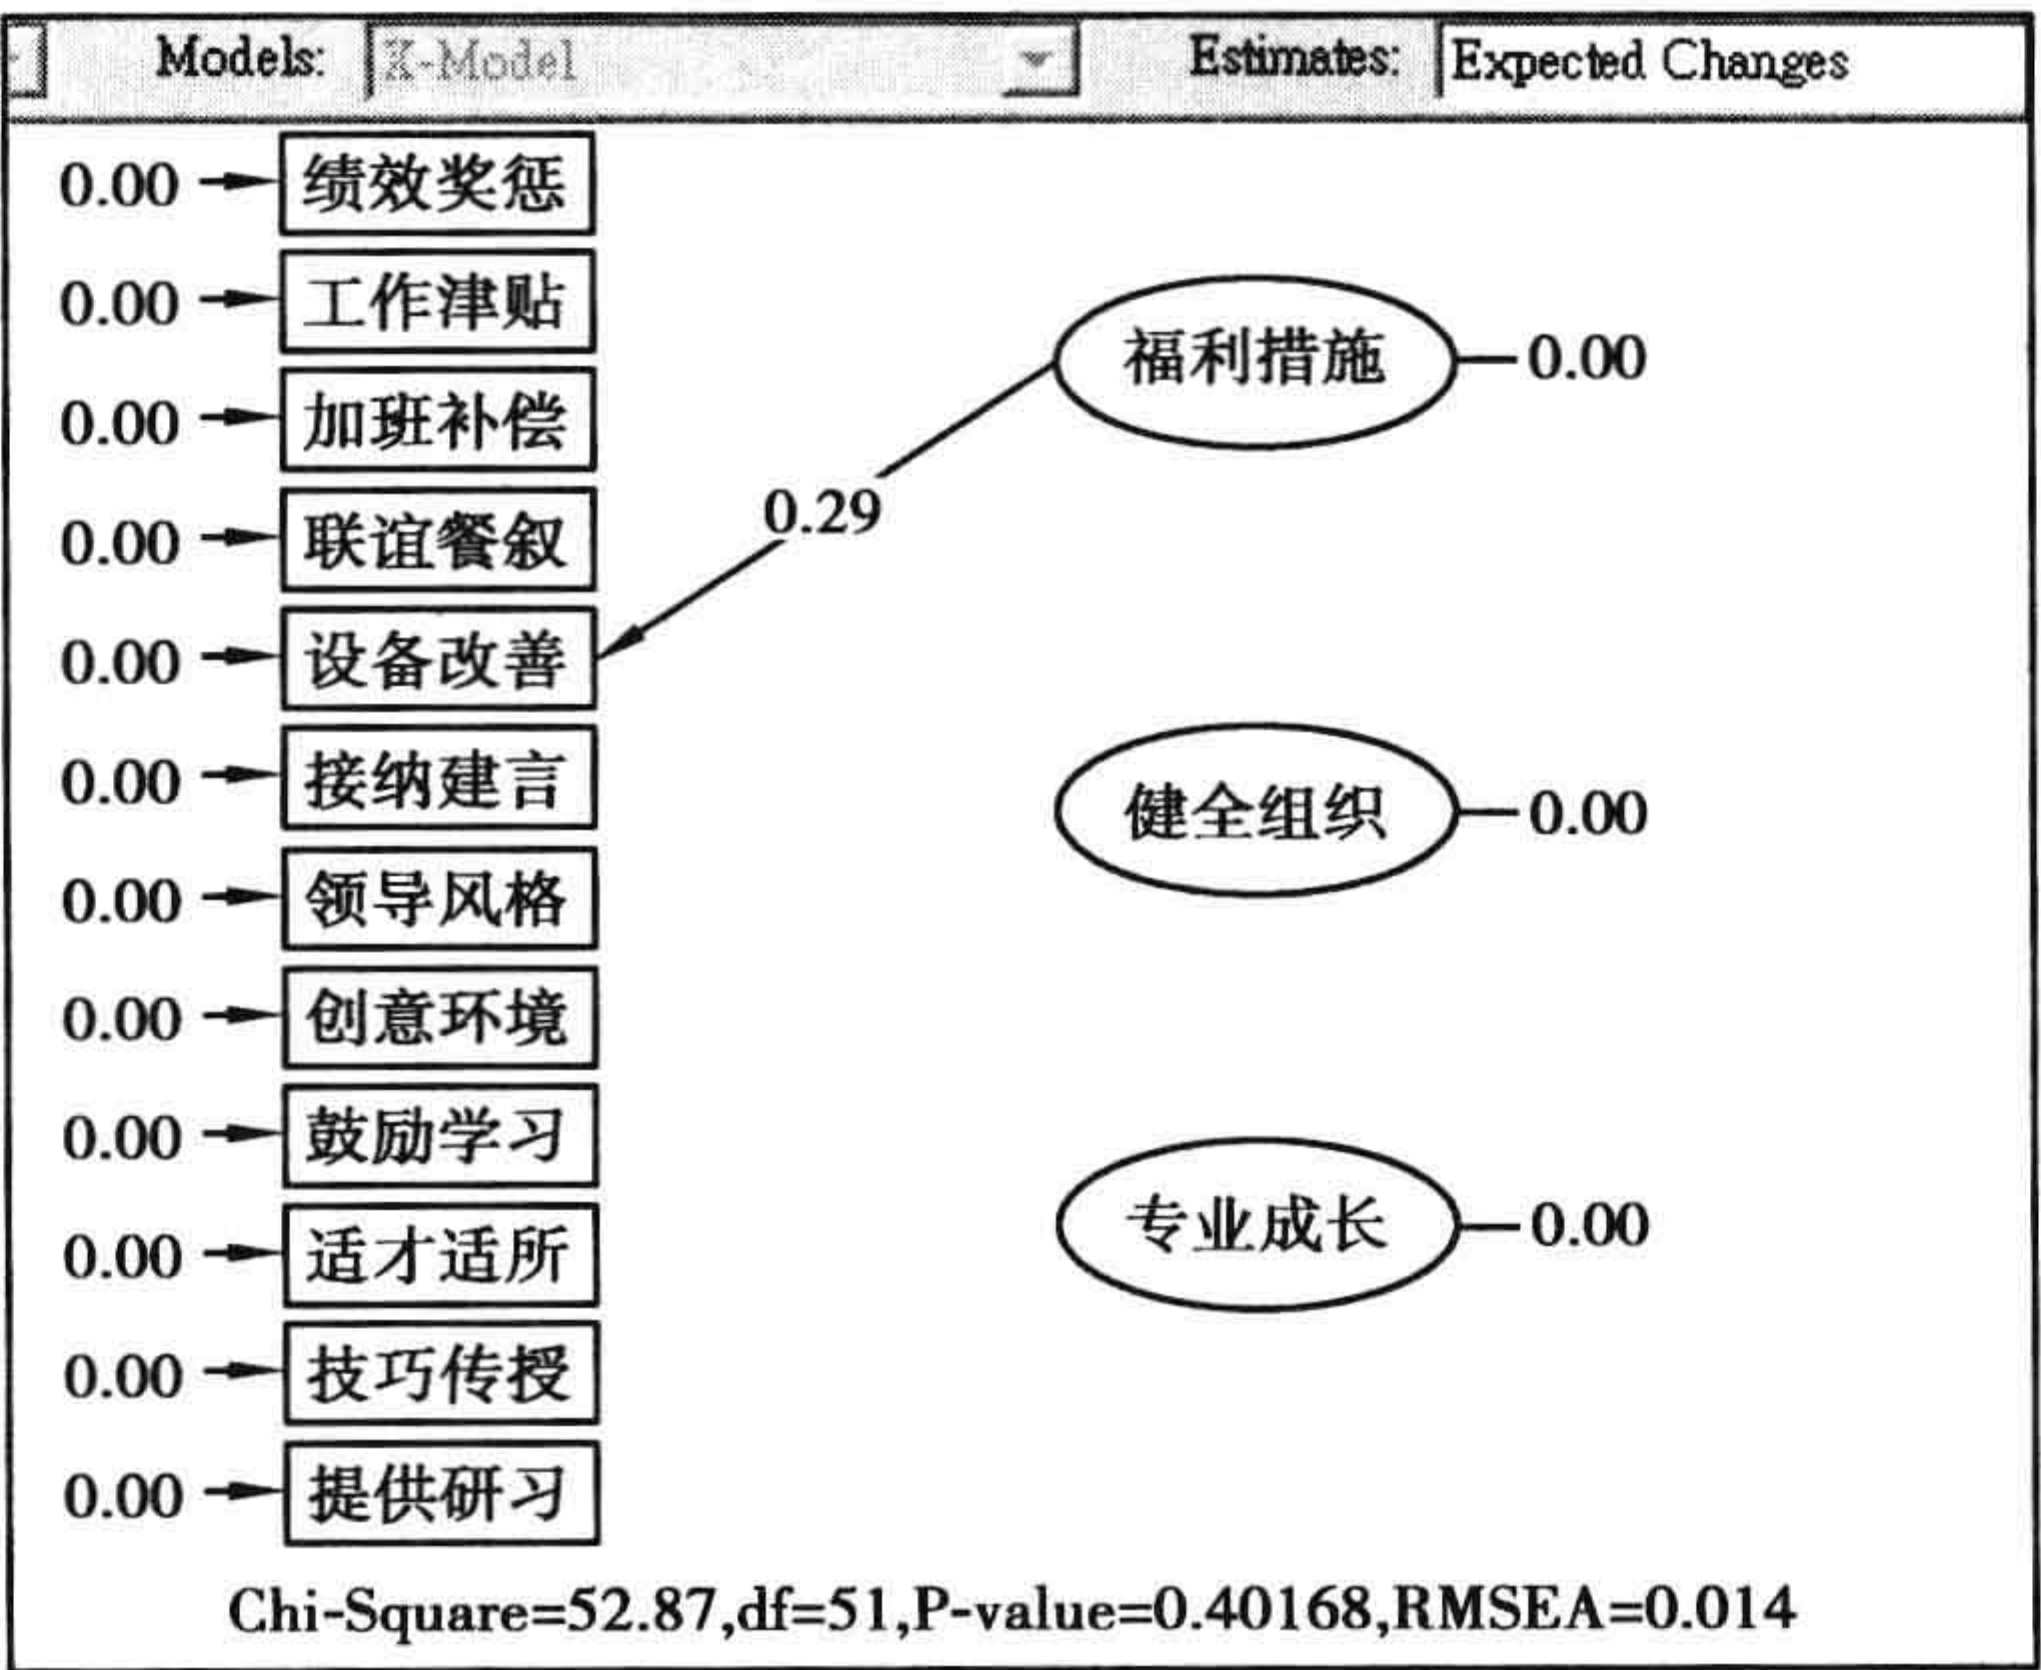 Models: X-Model Estimates: Expected Changes
0.00 绩效奖惩
0.00 工作津贴
福利措施 0.00
0.00 加班补偿
0.29
0.00 联谊餐叙
0.00 设备改善
0.00 接纳建言
健全组织 0.00
0.00 领导风格
0.00 创意环境
0.00 鼓励学习
专业成长 0.00
0.00 适才适所
0.00 技巧传授
0.00 提供研习
Chi-Square=52.87,df=51,P-value=0.40168,RMSEA=0.014